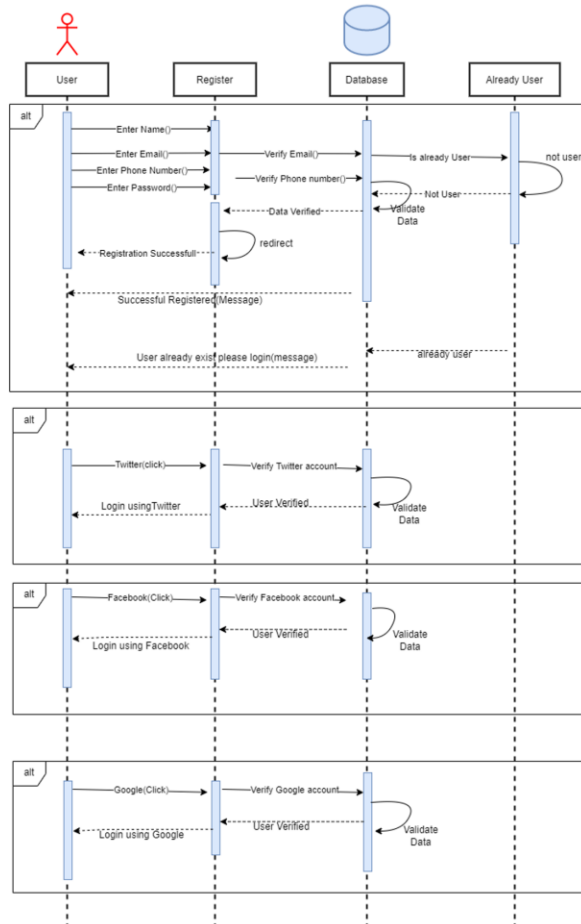 User
Register
Database
Already User
alt
Enter Name()
Enter Email()
Verify Email()
Is already User
not user
Enter Phone Number()
Verify Phone number()
Enter Password()
Not User
Data Verified
Validate
Data
redirect
Registration Successfull
Successful Registered(Message)
already user
User already exist please login(message)
alt
Twitter(click)
Verify Twitter account
User Verified
Login usingTwitter
Validate
Data
alt
Facebook(Click)
Verify Facebook account
User Verified
Login using Facebook
Validate
Data
alt
Google(Click)
Verify Google account
User Verified
Login using Google
Validate
Data